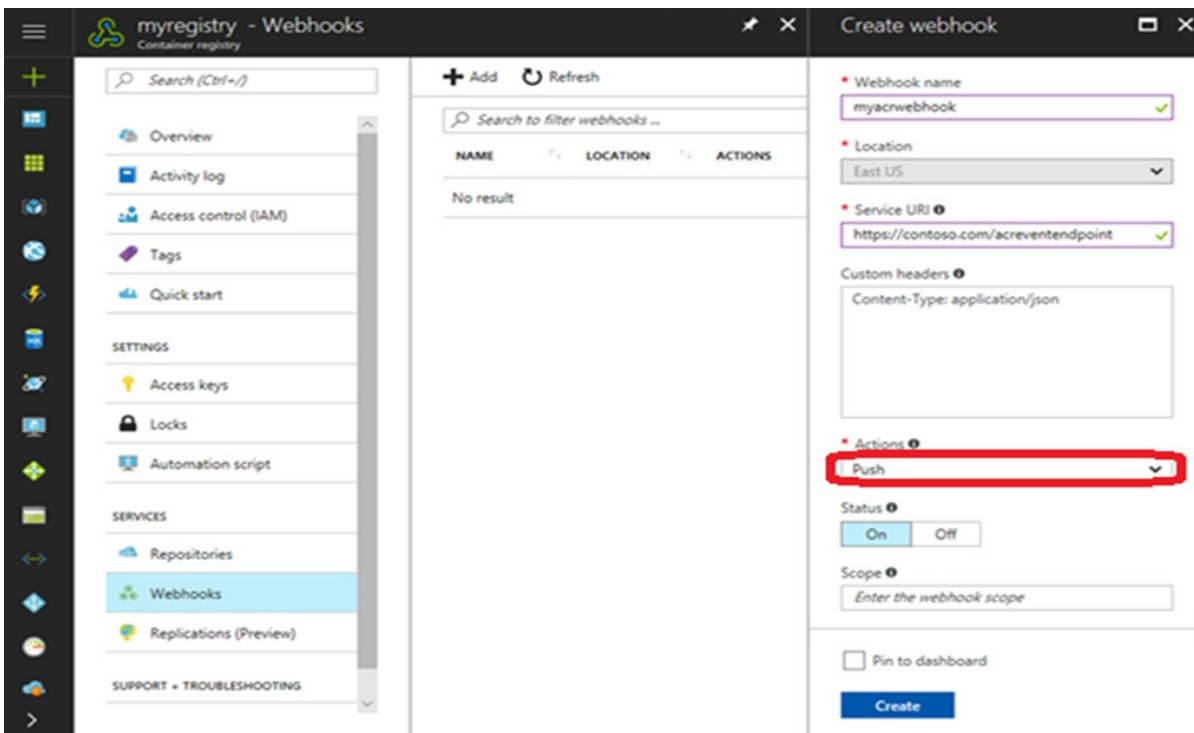 myregistry - Webhooks
Container registry
Search (Ctrl+/)
Overview
Activity log
Access control (IAM)
Tags
Quick start
SETTINGS
Access keys
Locks
Automation script
SERVICES
Repositories
Webhooks
Replications (Preview)
SUPPORT + TROUBLESHOOTING
Add Refresh
Search to filter webhooks ...
NAME LOCATION ACTIONS
No result
Create webhook
* Webhook name
myacrwebhook
* Location
East US
* Service URI
https://contoso.com/acreventendpoint
Custom headers
Content-Type: application/json
* Actions
Push
Status
On Off
Scope
Enter the webhook scope
Pin to dashboard
Create